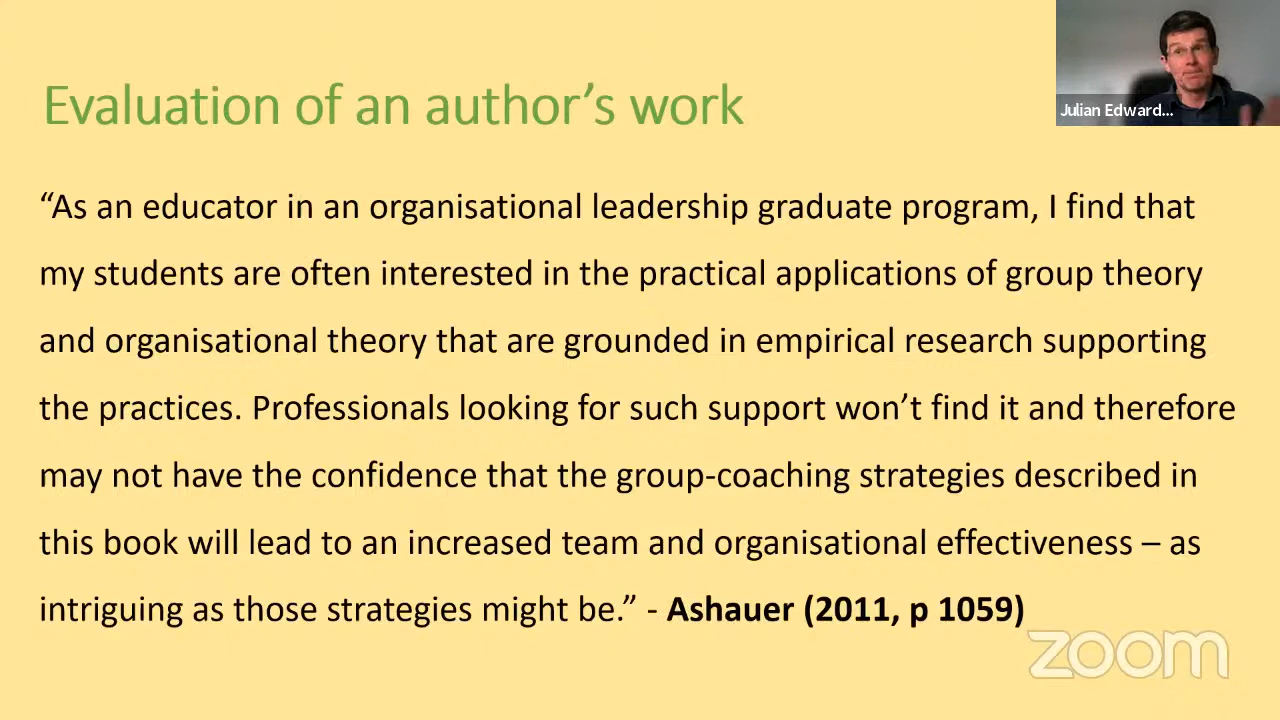 Julian Edward...
Evaluation of an author’s work
“As an educator in an organisational leadership graduate program, I find that
my students are often interested in the practical applications of group theory
and organisational theory that are grounded in empirical research supporting
the practices. Professionals looking for such support won’t find it and therefore
may not have the confidence that the group-coaching strategies described in
this book will lead to an increased team and organisational effectiveness – as
intriguing as those strategies might be.” - Ashauer (2011, p 1059)
zoom